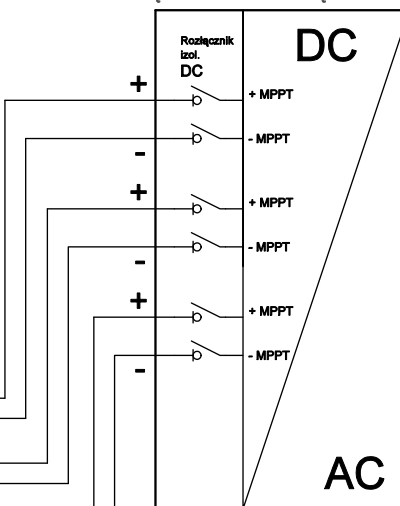 Rozłącznik
izol.
DC
DC
+
+ MPPT
- MPPT
-
+
+ MPPT
- MPPT
-
+
+ MPPT
- MPPT
-
AC